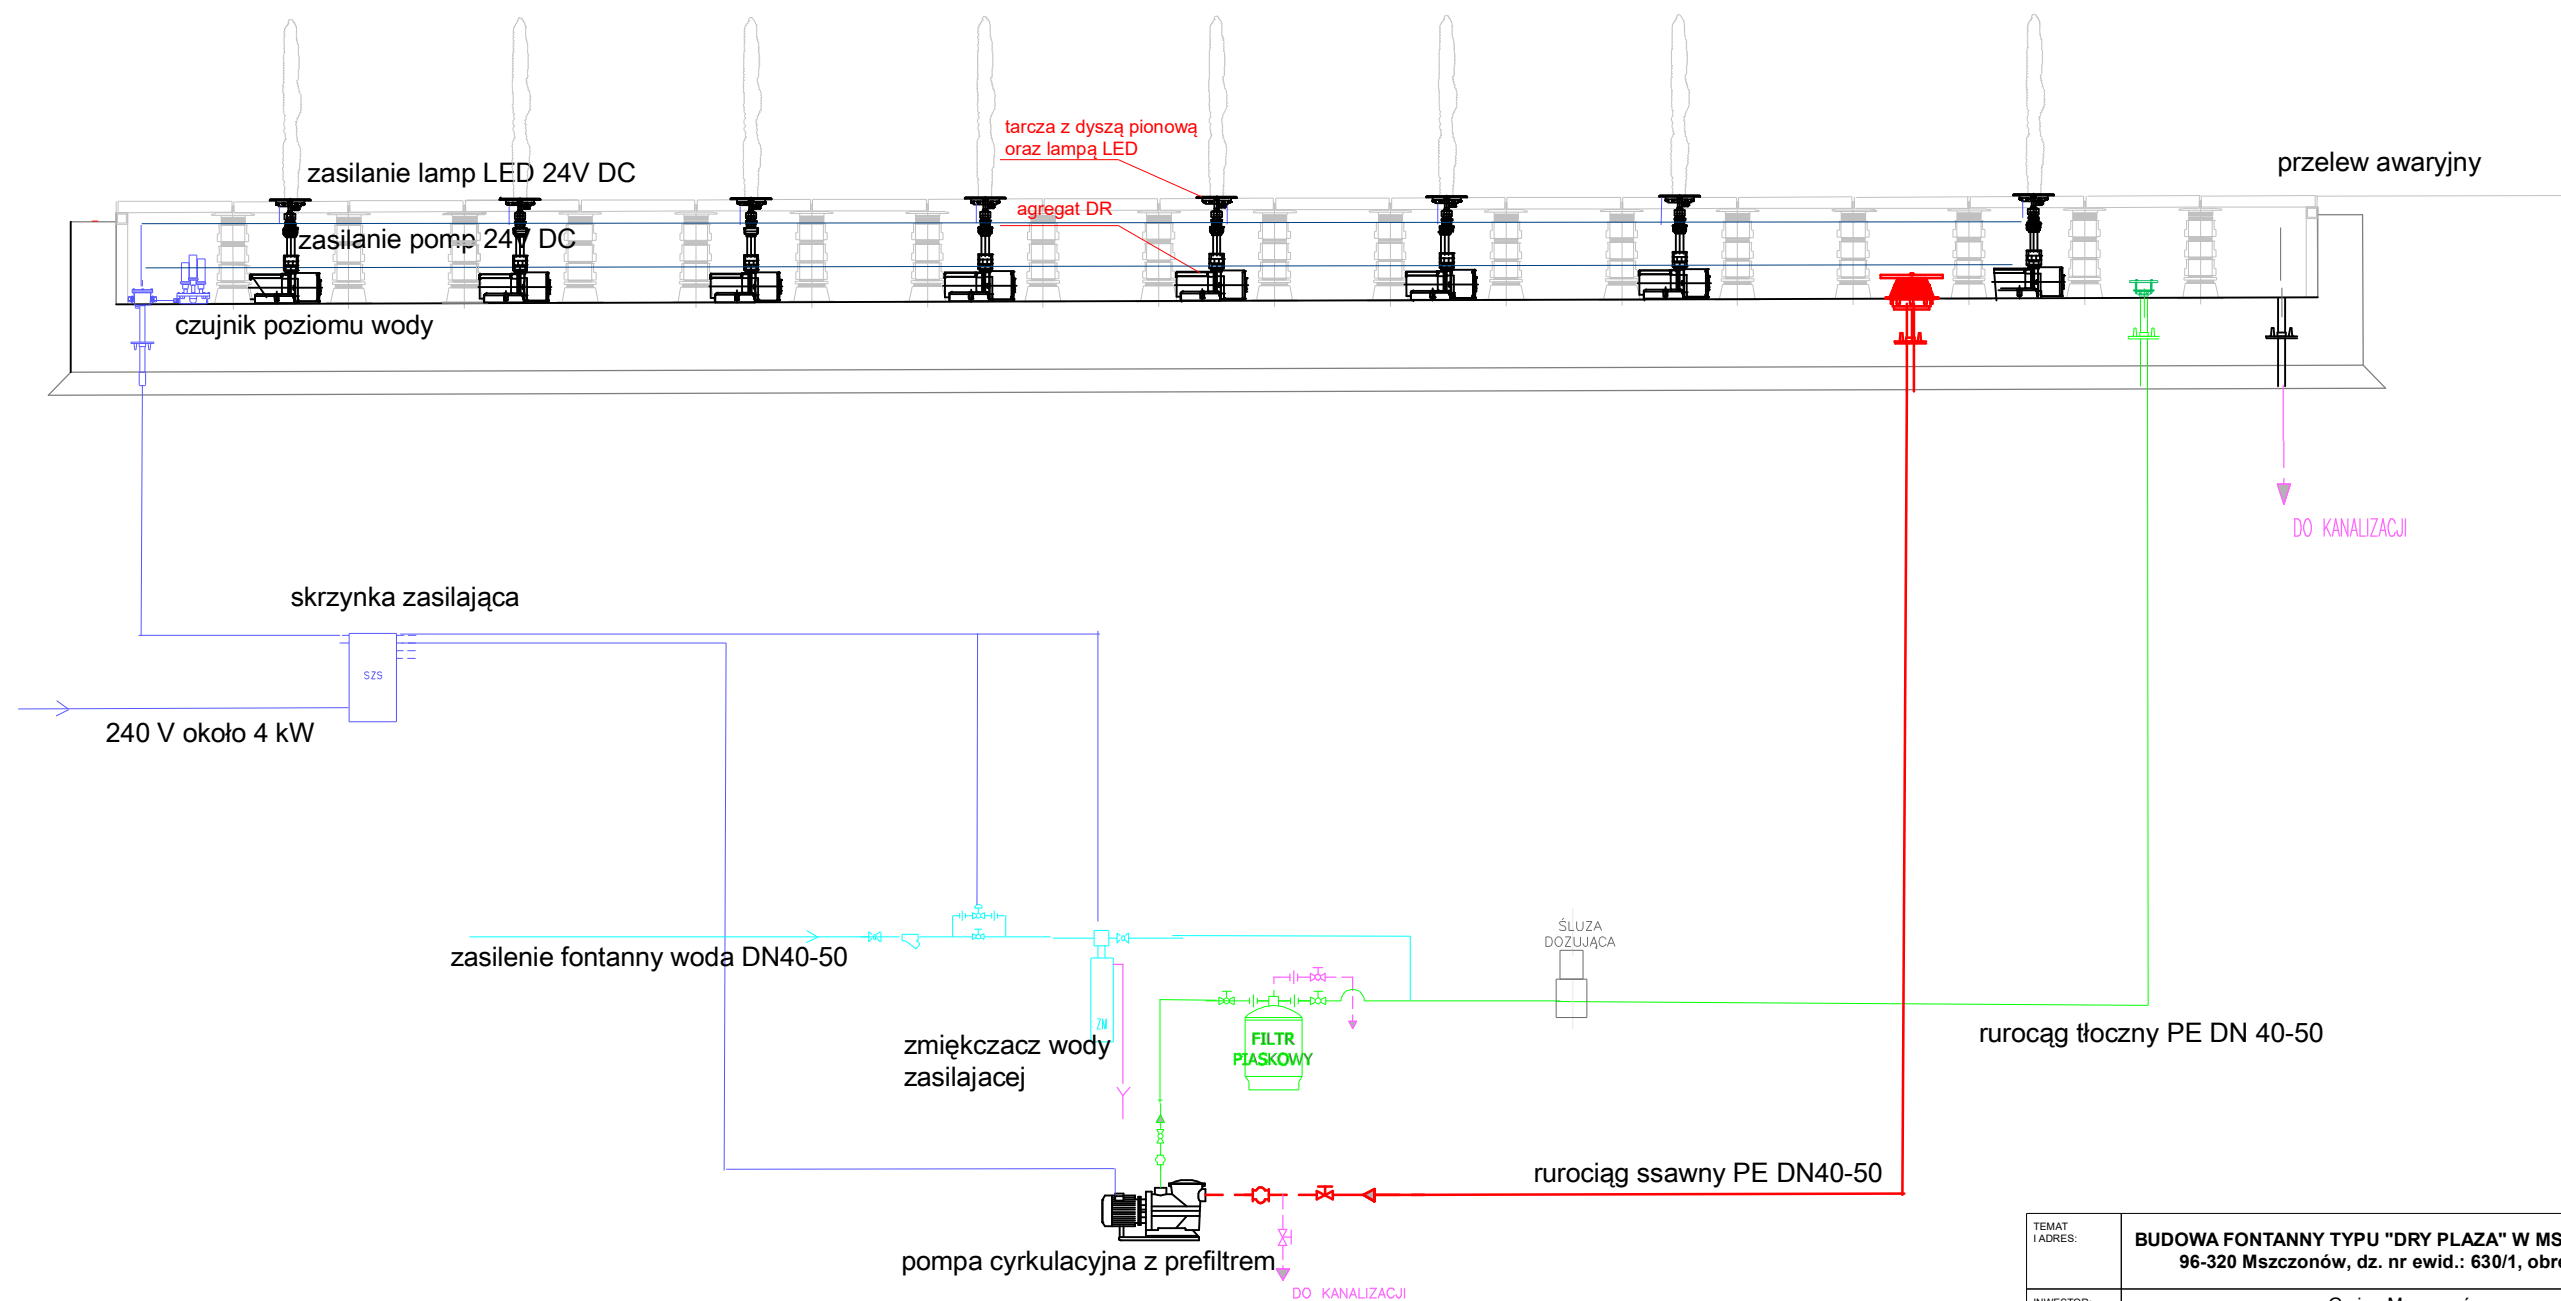 tarcza z dyszą pionową
oraz lampą LED
zasilanie lamp LED 24V DC
przelew awaryjny
agregat DR
zasilanie pomp 24V DC
czujnik poziomu wody
DO KANALIZACJI
skrzynka zasilająca
SZS
240 V około 4 kW
ŚLUZA
DOZUJĄCA
zasilenie fontanny woda DN40-50
ZM
zmiękczacz wody
zasilajacej
FILTR
PIASKOWY
rurocąg tłoczny PE DN 40-50
rurociąg ssawny PE DN40-50
pompa cyrkulacyjna z prefiltrem
DO KANALIZACJI
TEMAT
I ADRES:
BUDOWA FONTANNY TYPU "DRY PLAZA" W MS
96-320 Mszczonów, dz. nr ewid.: 630/1, obrę